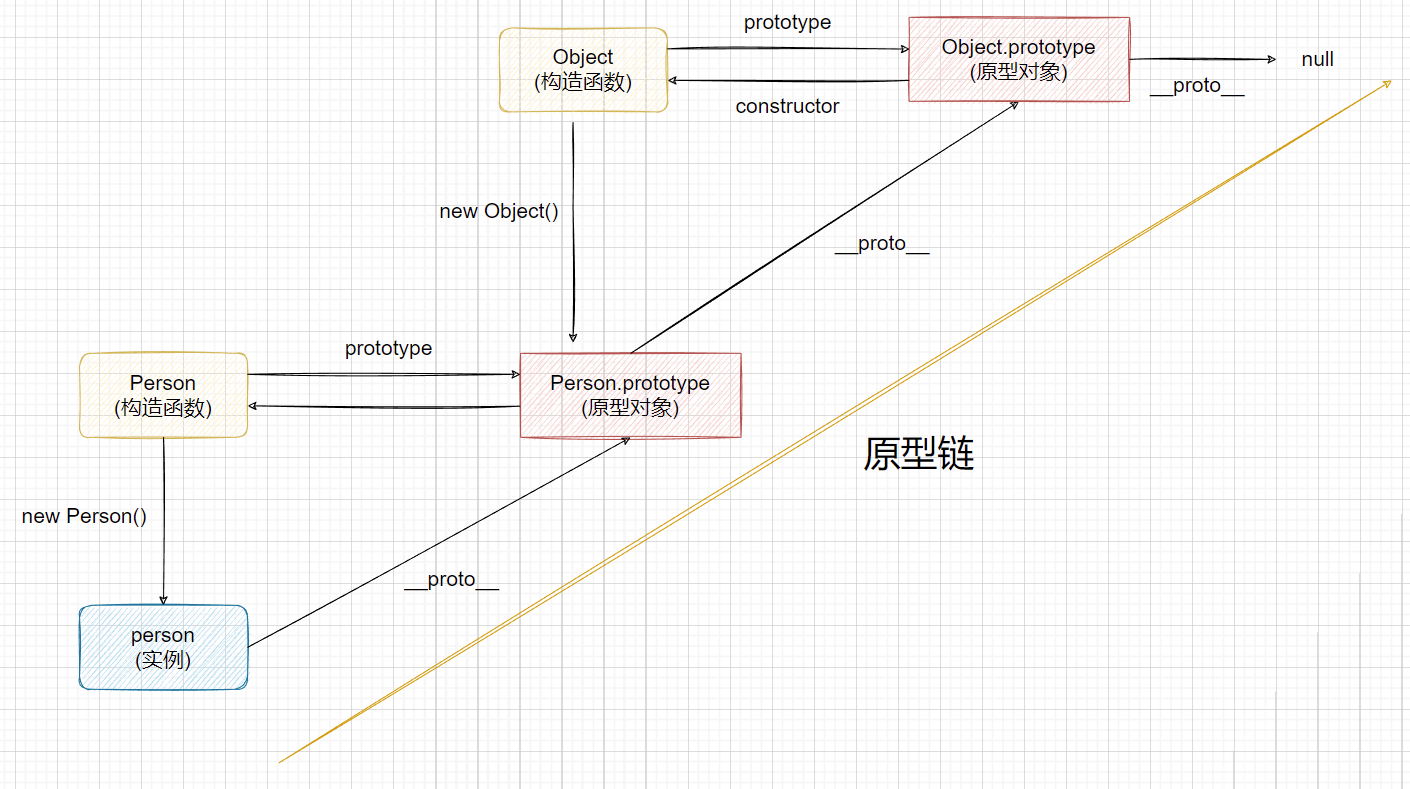 prototype
Object
(构造函数)
Object.prototype
(原型对象)
null
__proto__
constructor
new Object()
__proto__
prototype
Person
(构造函数)
Person.prototype
(原型对象)
原型链
new Person()
__proto__
person
(实例)